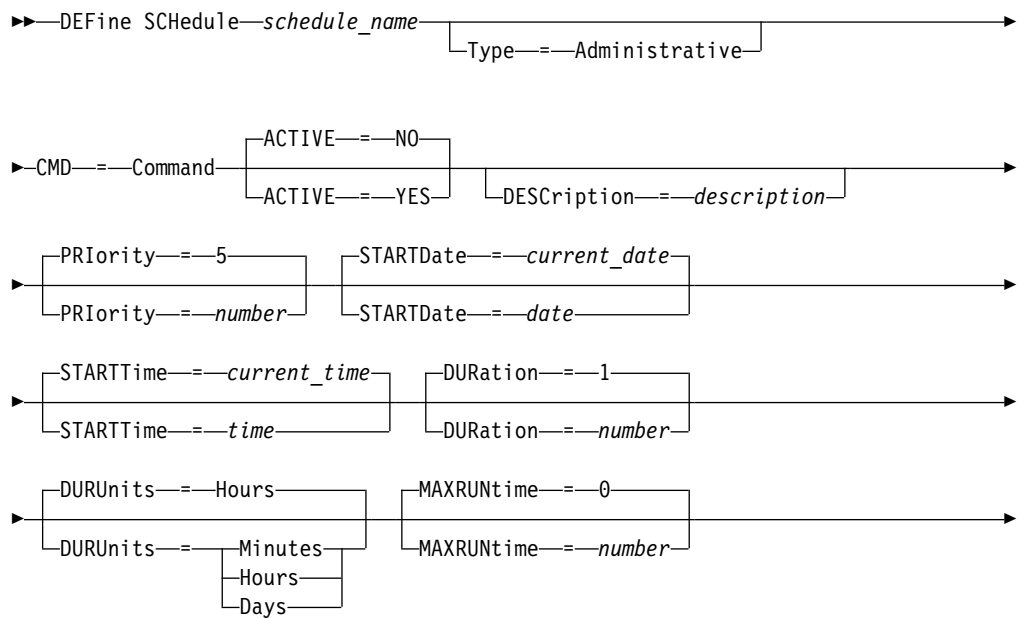 DEFine SCHedule schedule_name
Type = Administrative
CMD = Command ACTIVE = NO
ACTIVE = YES
DESCription = description
PRIority = 5 STARTDate = current_date
PRIority = number STARTDate = date
STARTTime = current_time DURation = 1
STARTTime = time DURation = number
DURUnits = Hours MAXRUNtime = 0
DURUnits = Minutes MAXRUNtime = number
Hours
Days